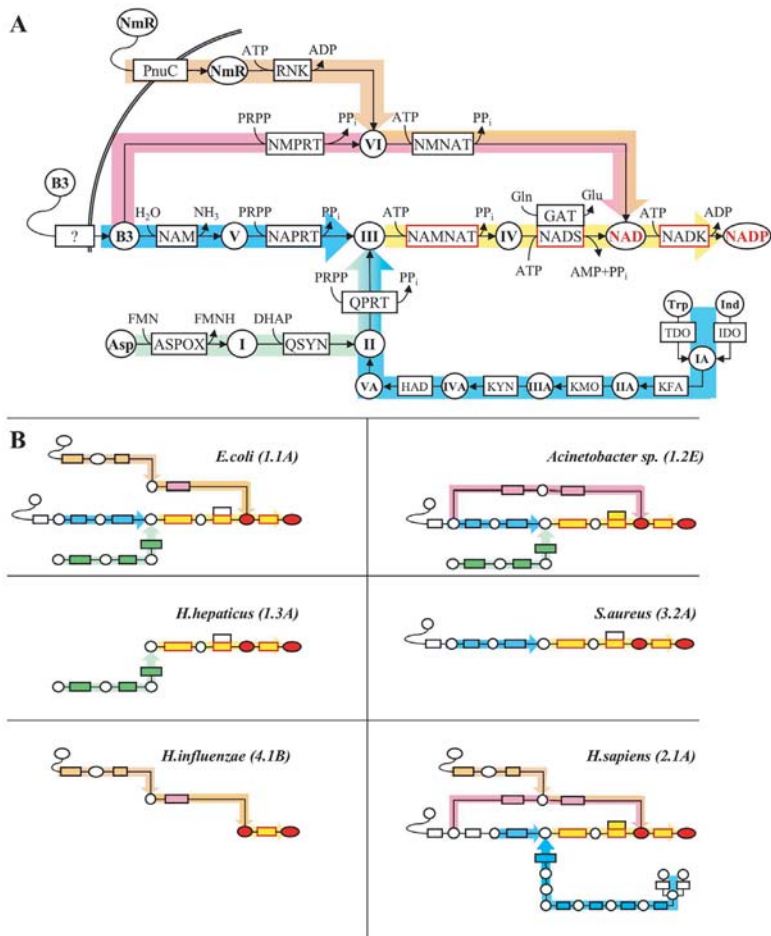 A
NmR
PnuC
NmR
ATP
RNK
ADP
PRPP
NMPRT
PPi
VI
ATP
NMNAT
PPi
B3
?
B3
H2O
NAM
NH3
V
PRPP
NAPRT
PPi
III
ATP
NAMNAT
PPi
IV
Gln
GAT
Glu
NADS
ATP
AMP+PPi
NAD
ATP
NADK
ADP
NADP
PRPP
QPRT
PPi
Asp
FMN
ASPOX
FMNH
I
DHAP
QSYN
II
Trp
Ind
TDO
IDO
IA
VA
HAD
IVA
KYN
IIIA
KMO
IIA
KFA
B
E.coli (1.1A)
Acinetobacter sp. (1.2E)
H.hepaticus (1.3A)
S.aureus (3.2A)
H.influenzae (4.1B)
H.sapiens (2.1A)